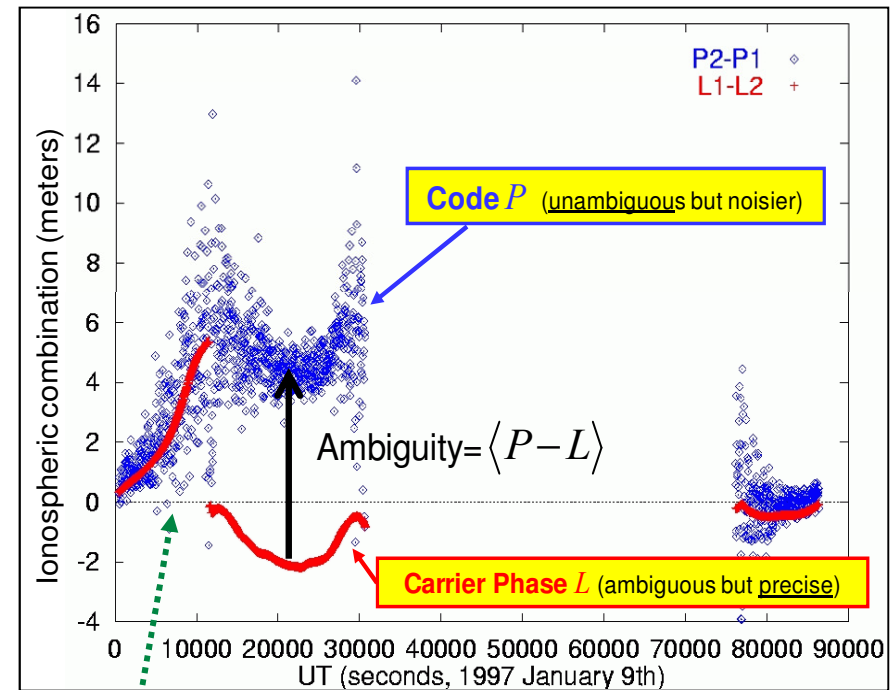 16
14
12
10
8
6
4
2
0
-2
-4
Ionospheric combination (meters)
P2-P1
L1-L2
Code P (unambiguous but noisier)
Ambiguity=⟨P−L⟩
Carrier Phase L (ambiguous but precise)
0 10000 20000 30000 40000 50000 60000 70000 80000 90000
UT (seconds, 1997 January 9th)